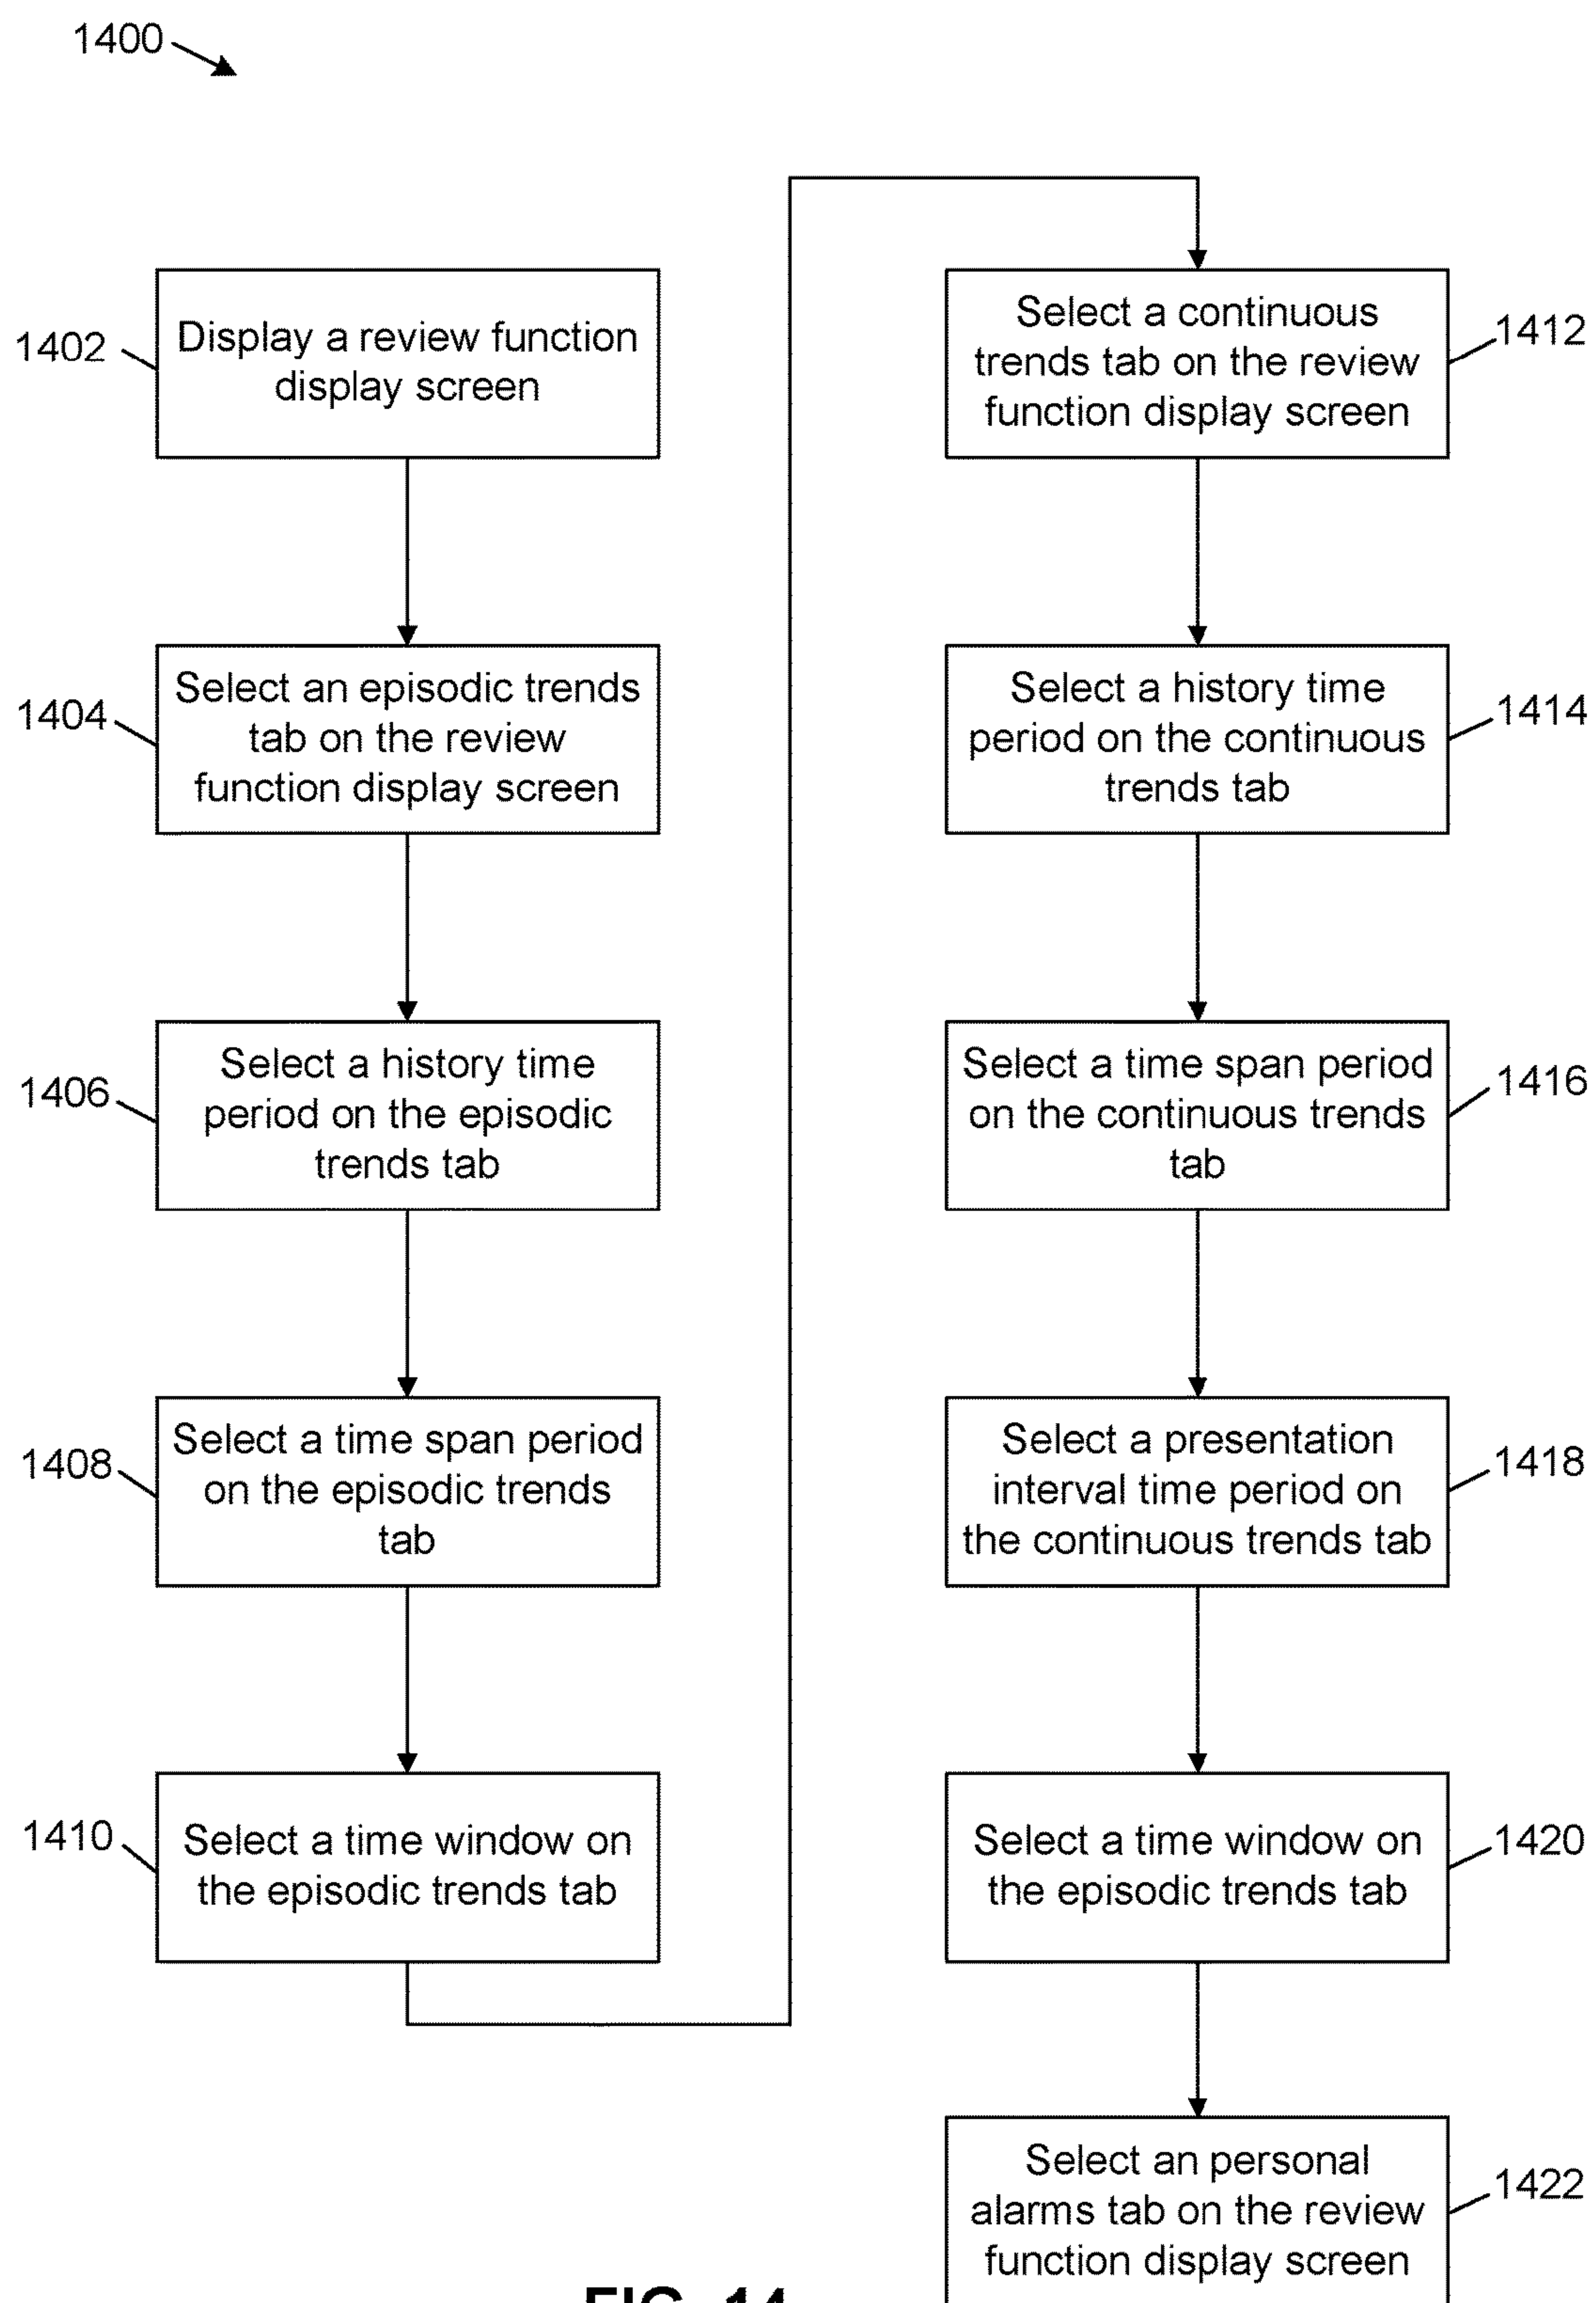 1400
1402
Display a review function
display screen
1404
Select an episodic trends
tab on the review
function display screen
1406
Select a history time
period on the episodic
trends tab
1408
Select a time span period
on the episodic trends
tab
1410
Select a time window on
the episodic trends tab
1412
Select a continuous
trends tab on the review
function display screen
1414
Select a history time
period on the continuous
trends tab
1416
Select a time span period
on the continuous trends
tab
1418
Select a presentation
interval time period on
the continuous trends tab
1420
Select a time window on
the episodic trends tab
1422
Select an personal
alarms tab on the review
function display screen
FIG. 14